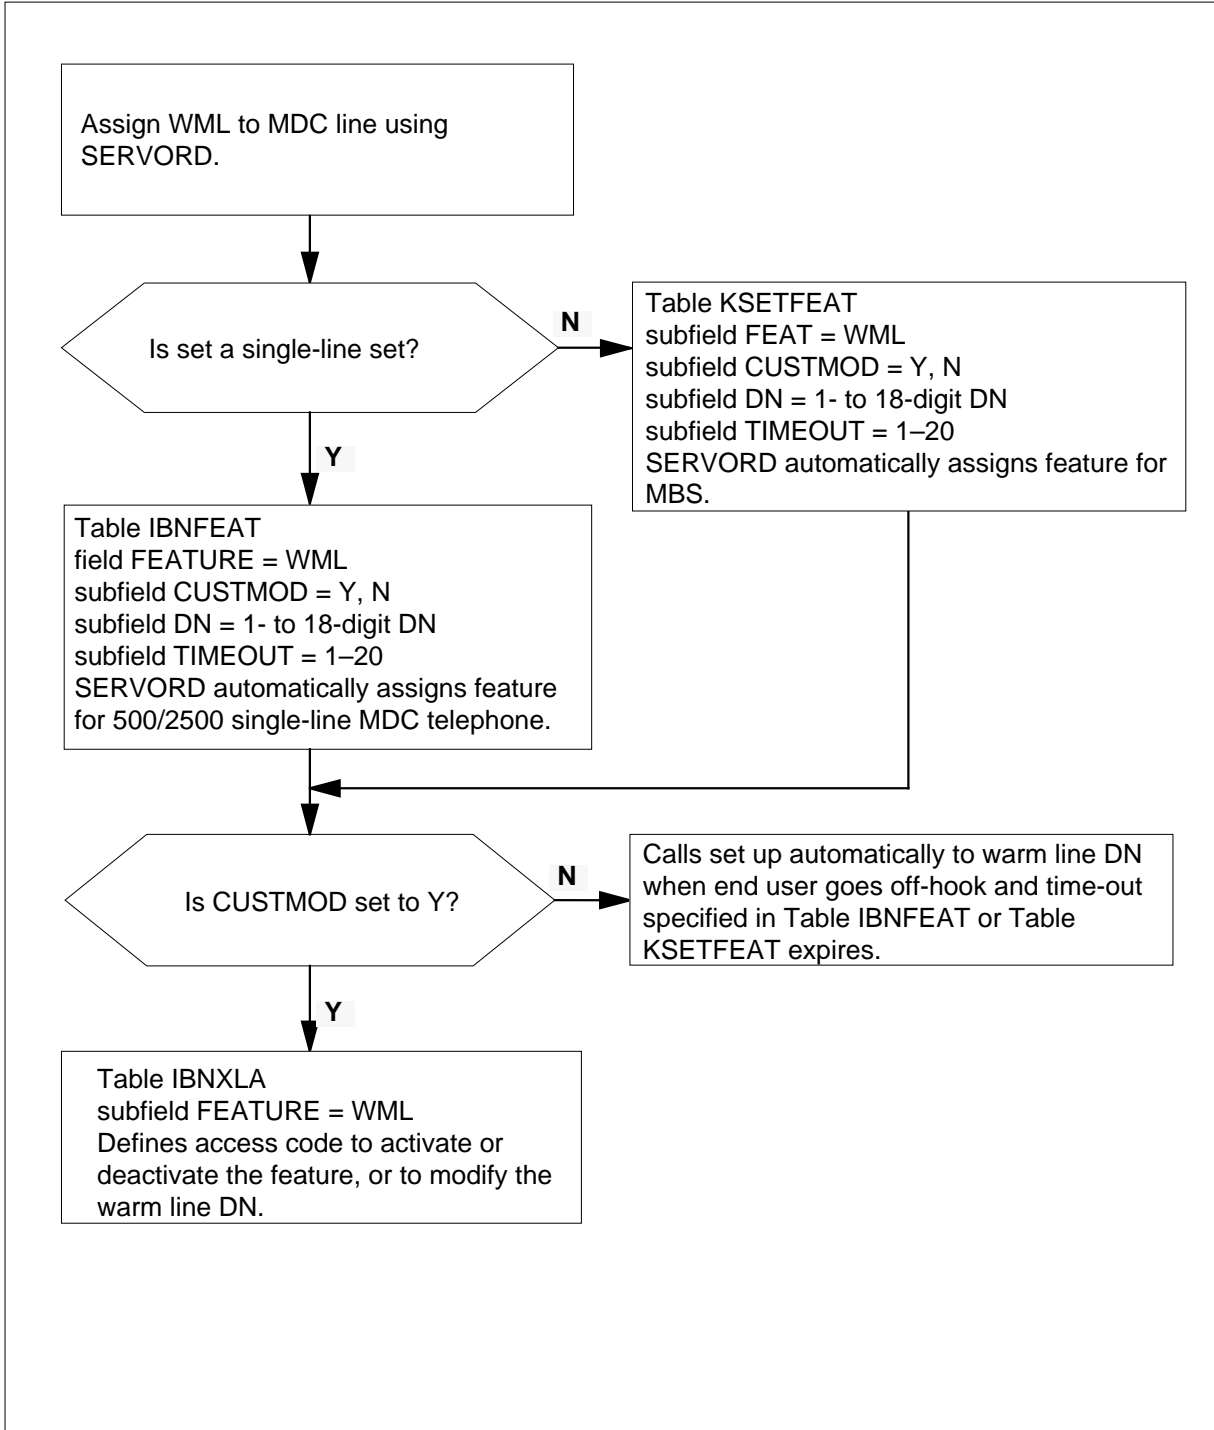 Assign WML to MDC line using
SERVORD.
Is set a single-line set?
N
Table KSETFEAT
subfield FEAT = WML
subfield CUSTMOD = Y, N
subfield DN = 1- to 18-digit DN
subfield TIMEOUT = 1–20
SERVORD automatically assigns feature for
MBS.
Y
Table IBNFEAT
field FEATURE = WML
subfield CUSTMOD = Y, N
subfield DN = 1- to 18-digit DN
subfield TIMEOUT = 1–20
SERVORD automatically assigns feature
for 500/2500 single-line MDC telephone.
Is CUSTMOD set to Y?
N
Calls set up automatically to warm line DN
when end user goes off-hook and time-out
specified in Table IBNFEAT or Table
KSETFEAT expires.
Y
Table IBNXLA
subfield FEATURE = WML
Defines access code to activate or
deactivate the feature, or to modify the
warm line DN.